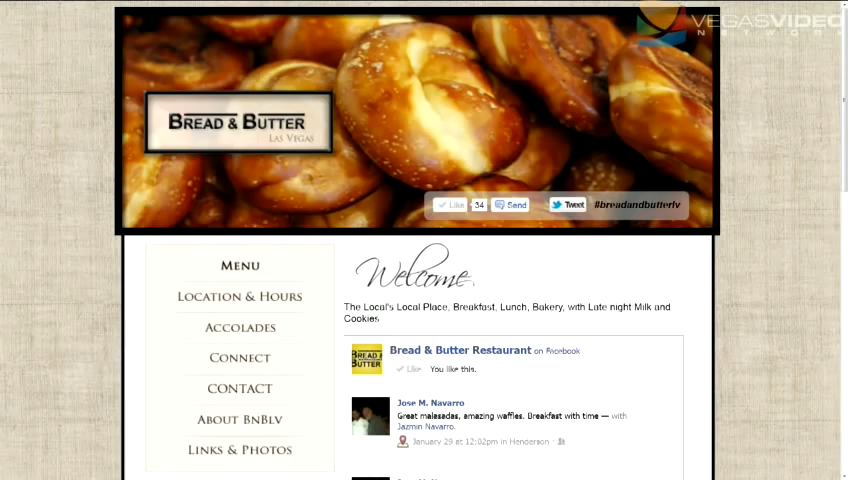 VEGASVIDEO
NETWORK
BREAD & BUTTER
LAS VEGAS
Like 34 Send Tweet #breadandbutterlv
MENU
LOCATION & HOURS
ACCOLADES
CONNECT
CONTACT
ABOUT BNBLV
LINKS & PHOTOS
Welcome.
The Local's Local Place, Breakfast, Lunch, Bakery, with Late night Milk and
Cookies
BREAD &
BUTTER
Bread & Butter Restaurant on Facebook
Like You like this.
Jose M. Navarro
Great malasadas, amazing waffles. Breakfast with time — with
Jazmin Navarro.
January 29 at 12:02pm in Henderson ·